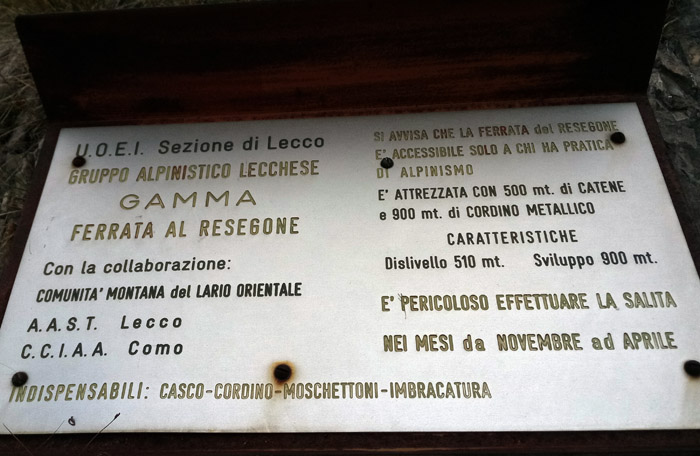 U.O.E.I. Sezione di Lecco
GRUPPO ALPINISTICO LECCHESE
GAMMA
FERRATA AL RESEGONE
Con la collaborazione:
COMUNITA' MONTANA del LARIO ORIENTALE
A.A.S.T. Lecco
C.C.I.A.A. Como
SI AVVISA CHE LA FERRATA del RESEGONE
E' ACCESSIBILE SOLO A CHI HA PRATICA
DI ALPINISMO
E' ATTREZZATA CON 500 mt. di CATENE
e 900 mt. di CORDINO METALLICO
CARATTERISTICHE
Dislivello 510 mt. Sviluppo 900 mt.
E' PERICOLOSO EFFETTUARE LA SALITA
NEI MESI da NOVEMBRE ad APRILE
INDISPENSABILI: CASCO-CORDINO-MOSCHETTONI-IMBRACATURA